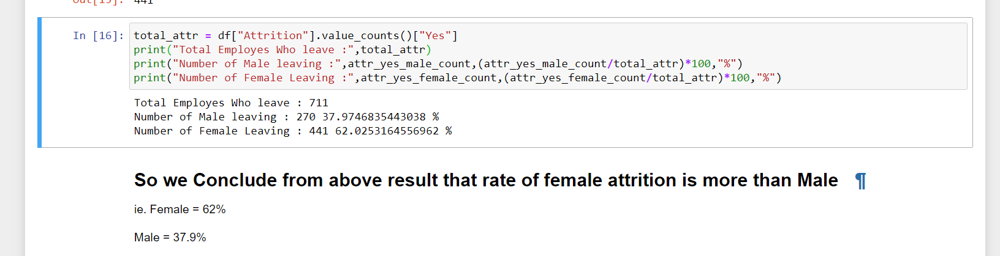 Out[15]: 441
In [16]: total_attr = df["Attrition"].value_counts()["Yes"]
print("Total Employes Who leave :",total_attr)
print("Number of Male leaving :",attr_yes_male_count,(attr_yes_male_count/total_attr)*100,"%")
print("Number of Female Leaving :",attr_yes_female_count,(attr_yes_female_count/total_attr)*100,"%")
Total Employes Who leave : 711
Number of Male leaving : 270 37.9746835443038 %
Number of Female Leaving : 441 62.0253164556962 %
So we Conclude from above result that rate of female attrition is more than Male ¶
ie. Female = 62%
Male = 37.9%